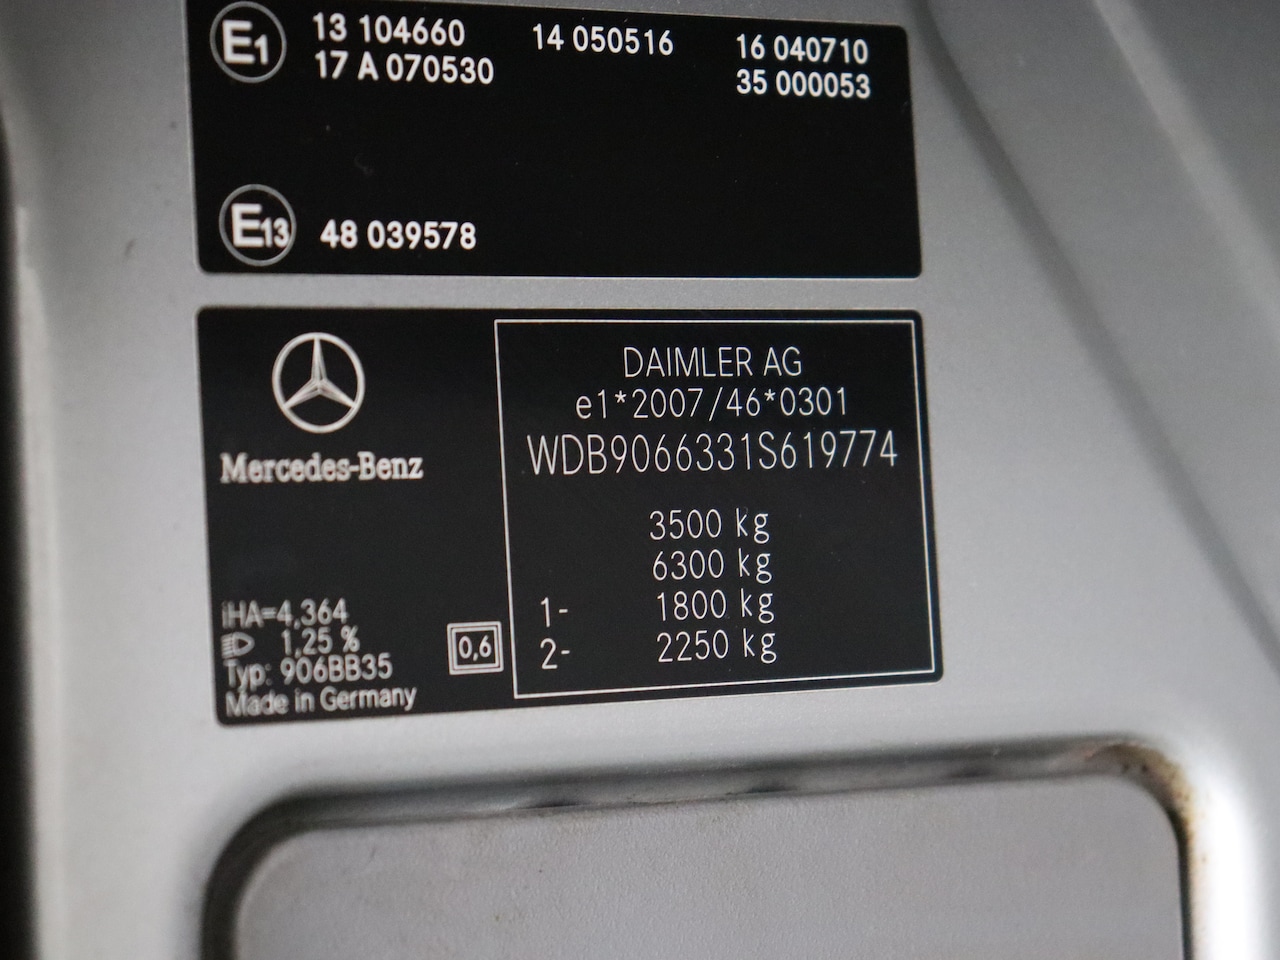 E1 13 104660 14 050516 16 040710
17 A 070530 35 000053
E13 48 039578
Mercedes-Benz
iHA=4,364
1,25 %
Typ: 906BB35
Made in Germany
0,6
DAIMLER AG
e1*2007/46*0301
WDB9066331S619774
3500 kg
6300 kg
1- 1800 kg
2- 2250 kg